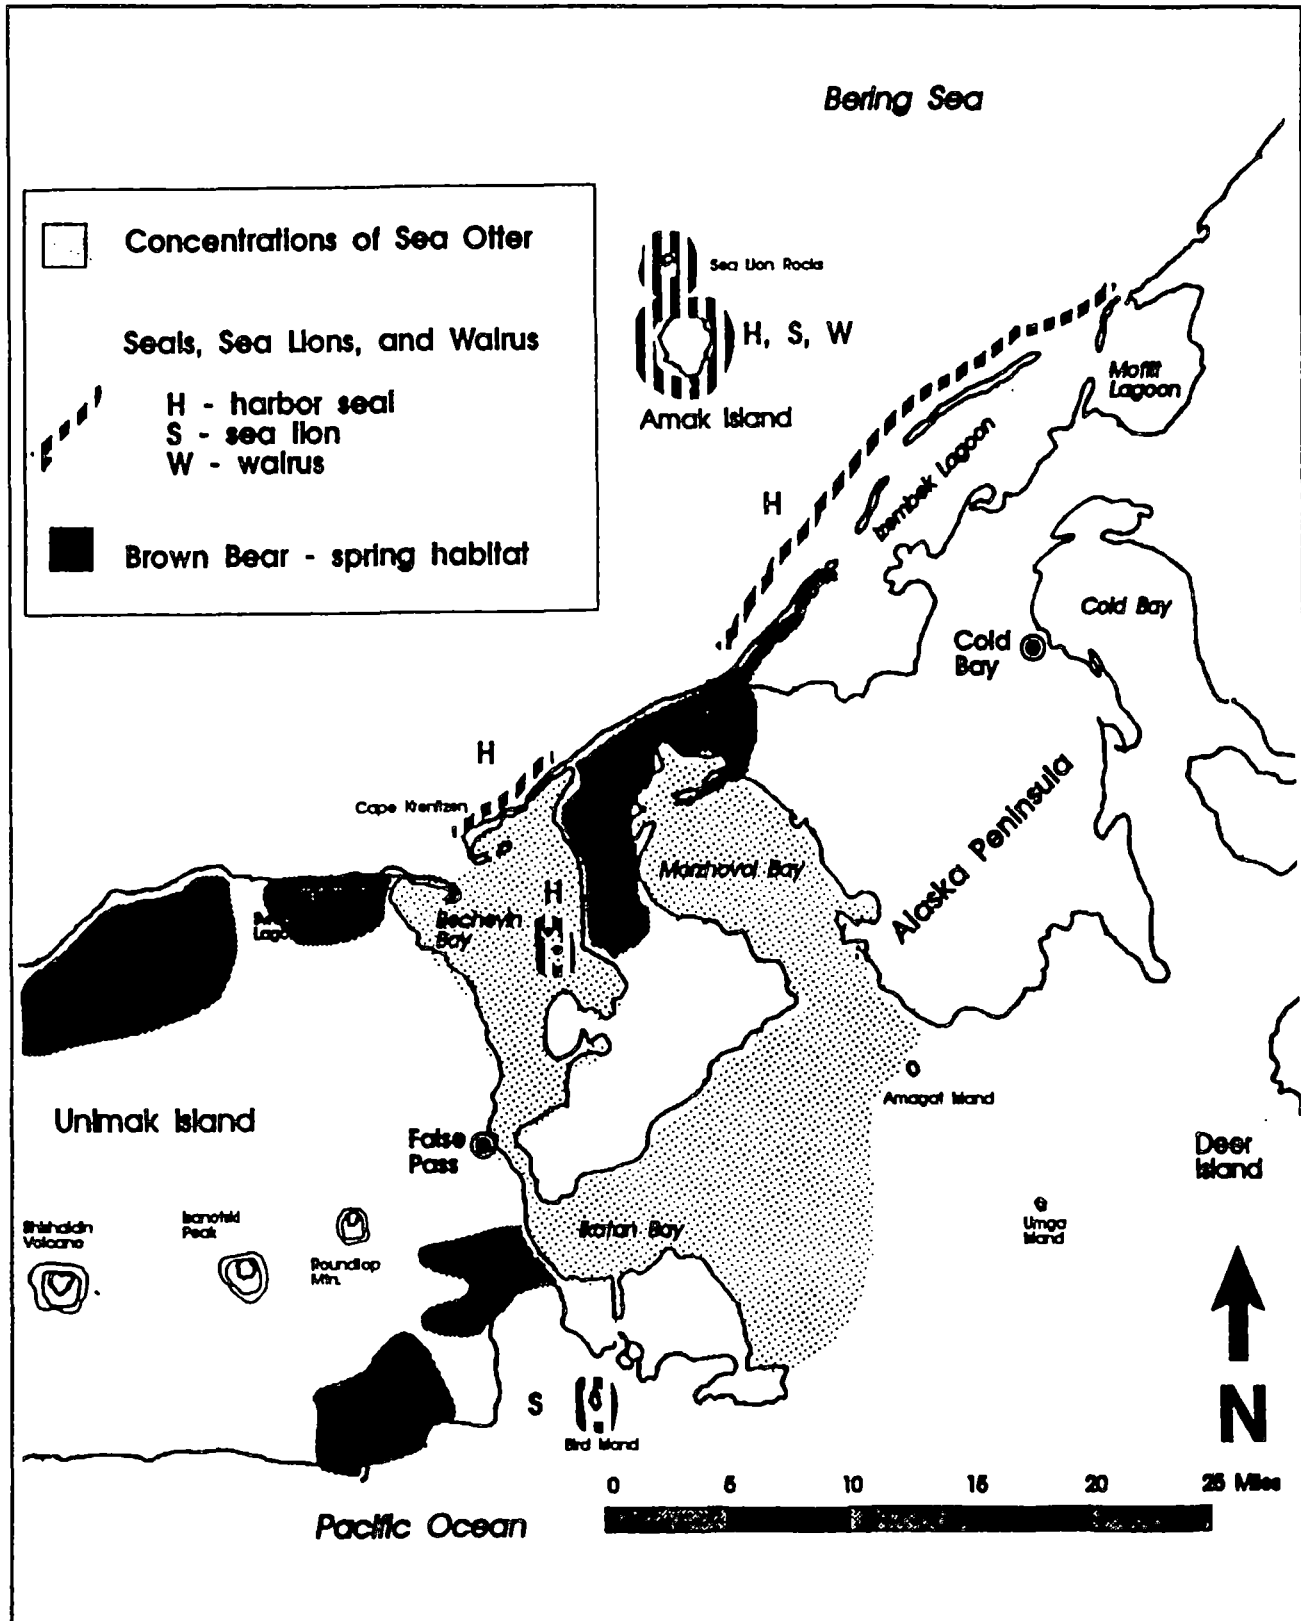 Bering Sea
Concentrations of Sea Otter
Seals, Sea Lions, and Walrus
H - harbor seal
S - sea lion
W - walrus
Brown Bear - spring habitat
Sea Lion Rocks
H, S, W
Amak Island
Moffit
Lagoon
Izembek Lagoon
H
Cold Bay
Cold
Bay
H
Cape Krenitzen
Alaska Peninsula
Morzhovoi Bay
H
Bechevin
Bay
Unimak Island
False
Pass
Amagat Island
Deer
Island
Umga
Island
Ikatan Bay
Shishaldin
Volcano
Isanotski
Peak
Roundtop
Mtn.
S
Bird Island
N
0 5 10 15 20 25 Miles
Pacific Ocean